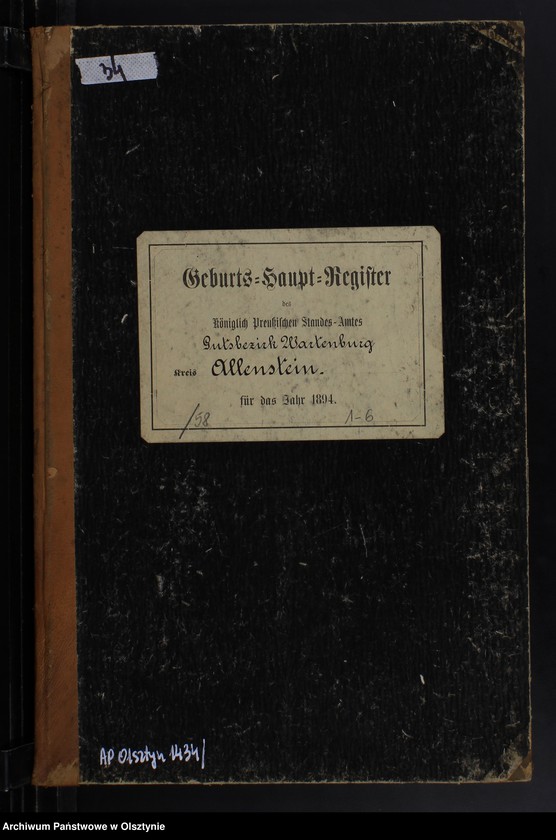 34
Geburts-Haupt-Register
des
Königlich Preußischen Standes-Amtes
Gutsbezirk Wartenburg
Kreis Allenstein.
für das Jahr 1894.
/58 1-6
AP Olsztyn 1434/
Archiwum Państwowe w Olsztynie